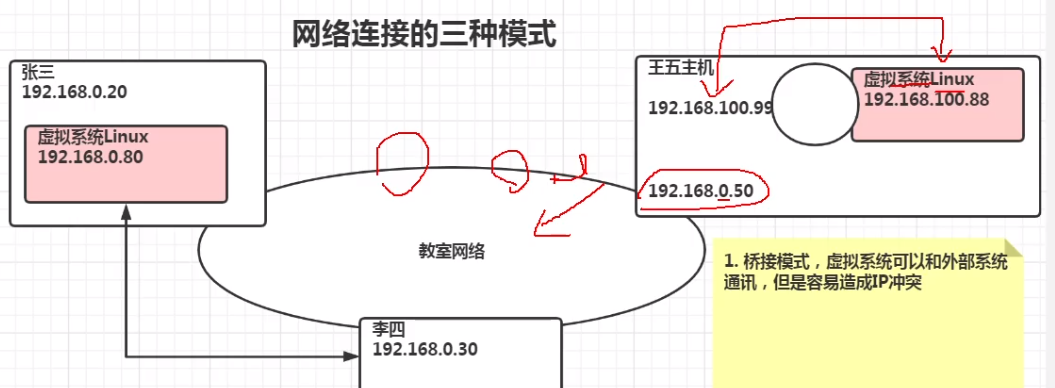 网络连接的三种模式
张三
192.168.0.20
虚拟系统Linux
192.168.0.80
王五主机
192.168.100.99
虚拟系统Linux
192.168.100.88
192.168.0.50
教室网络
李四
192.168.0.30
1. 桥接模式，虚拟系统可以和外部系统
通讯，但是容易造成IP冲突